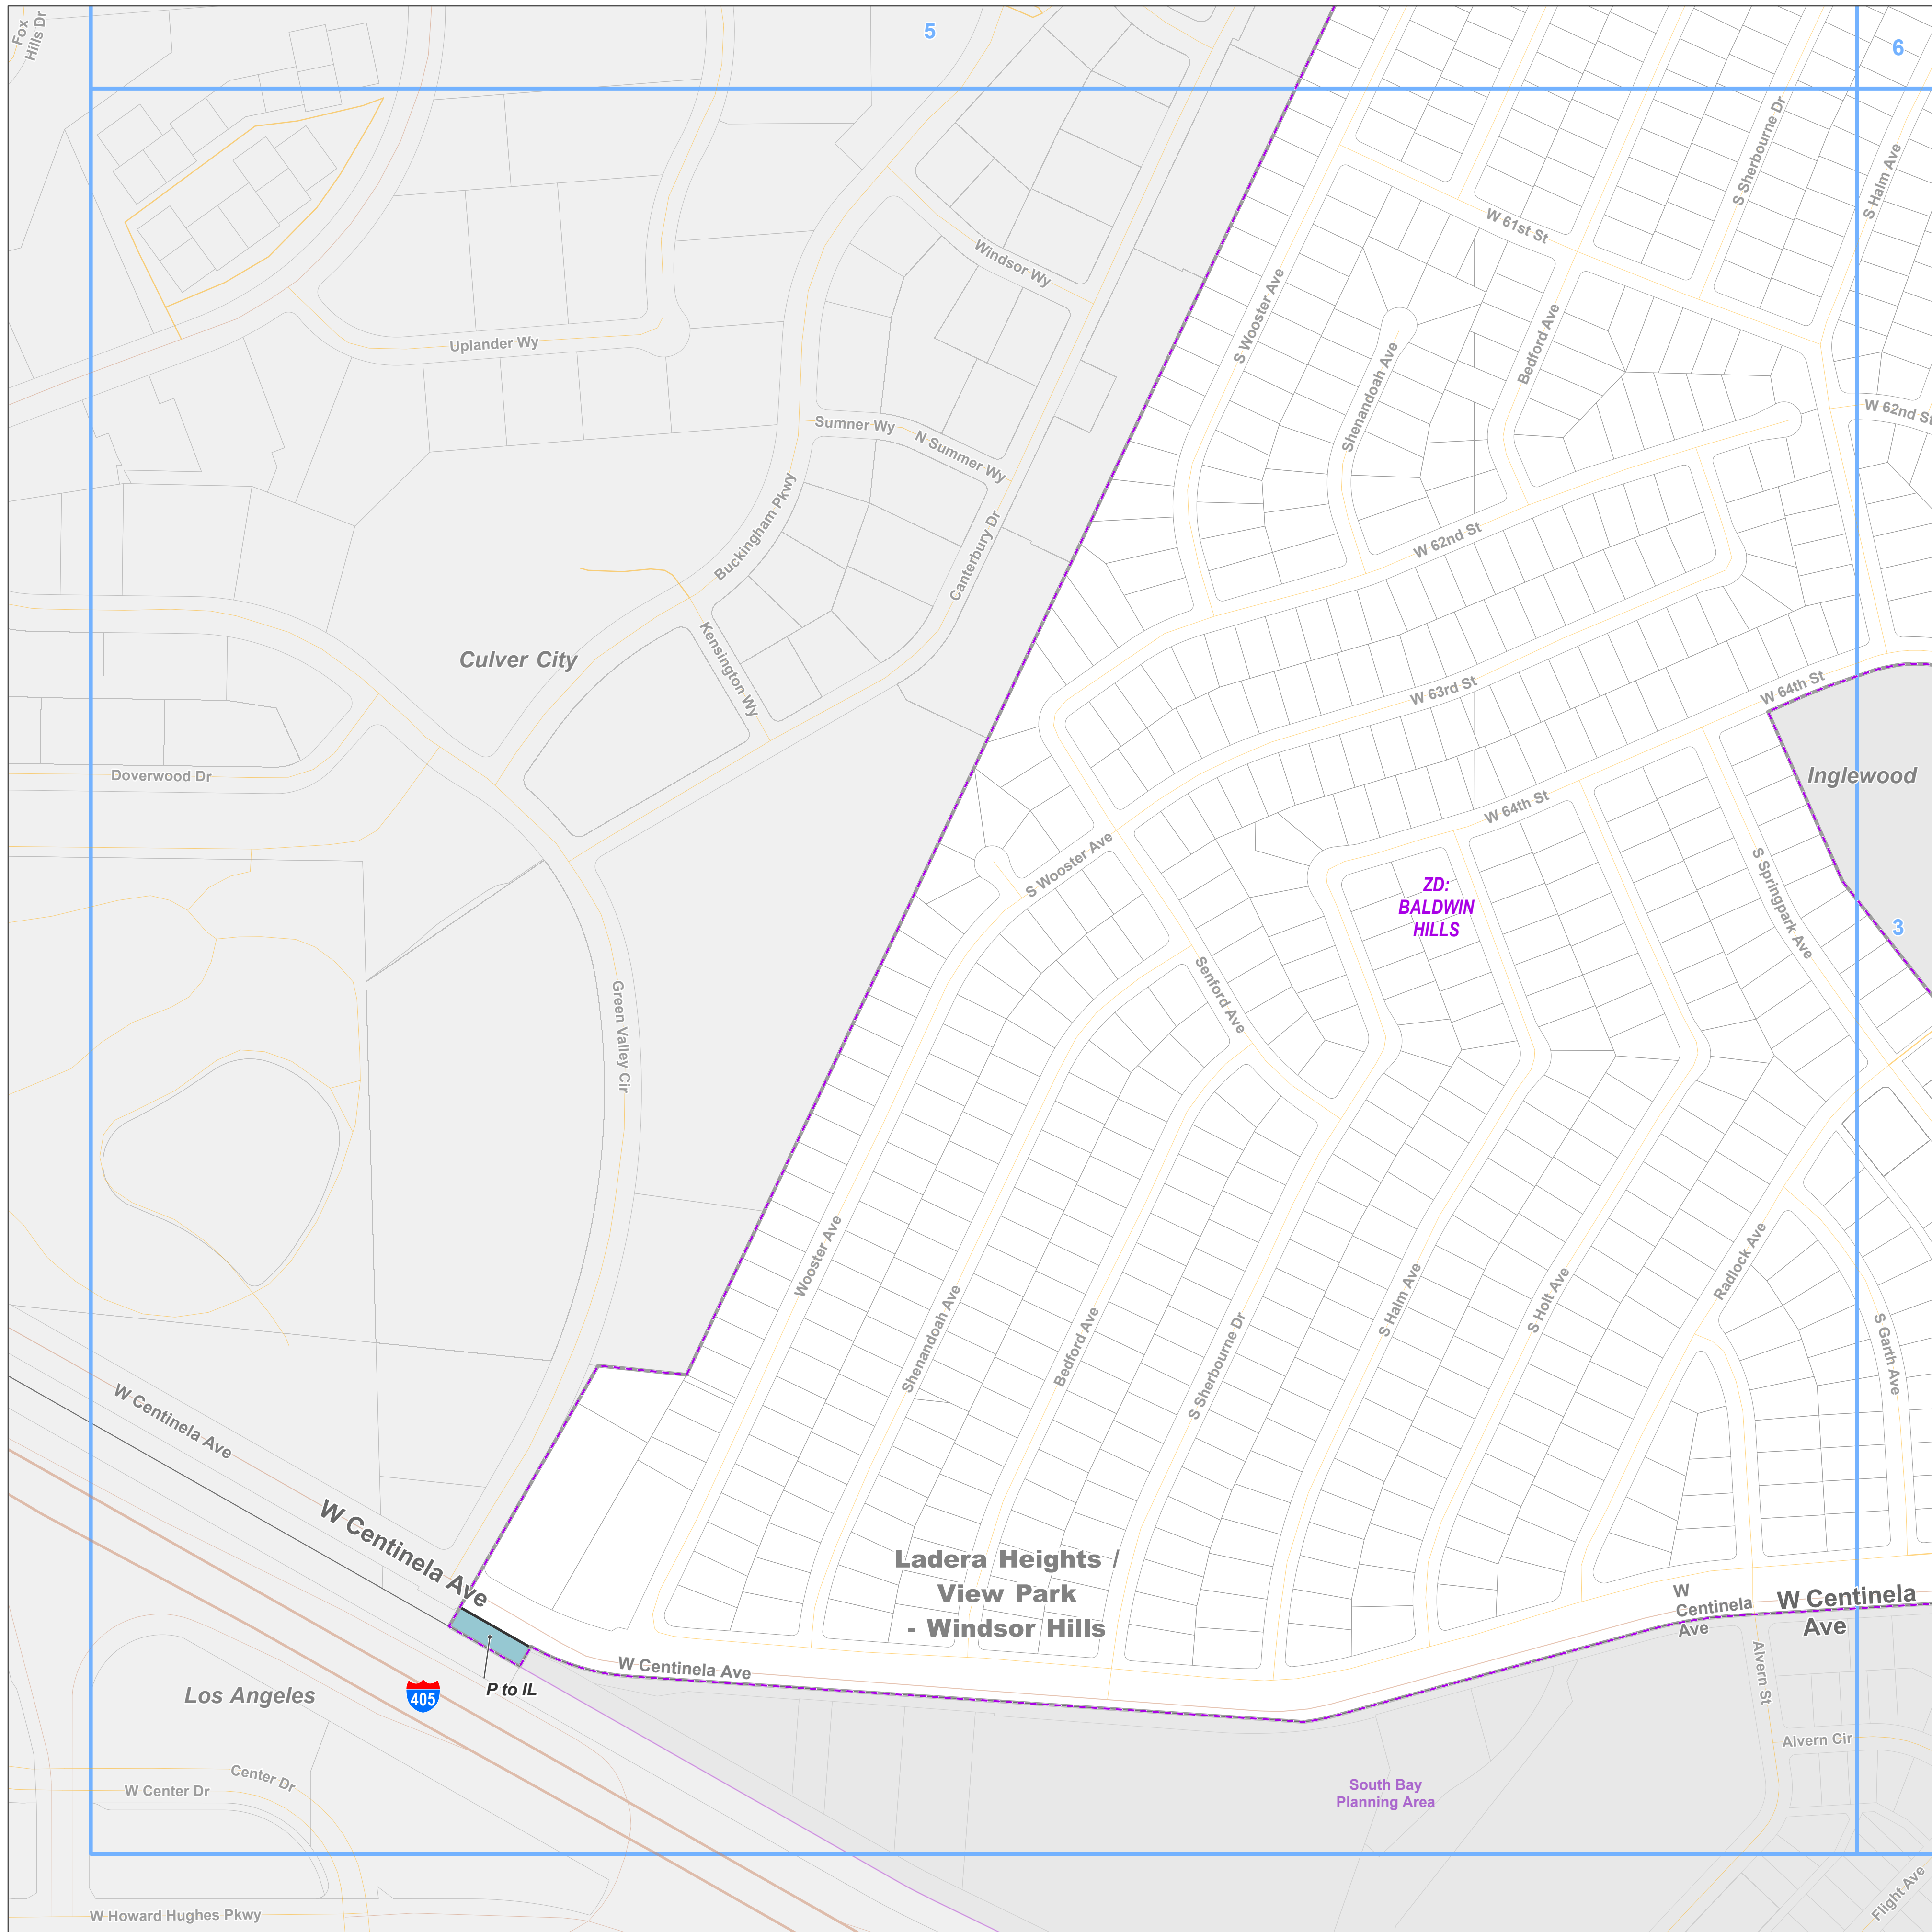 Fox
Hills Dr
5
6
S Sherbourne Dr
S Halm Ave
W 61st St
Windsor Wy
S Wooster Ave
Bedford Ave
Uplander Wy
Shenandoah Ave
W 62nd St
Sumner Wy
N Summer Wy
Buckingham Pkwy
Canterbury Dr
W 62nd St
Culver City
Kensington Wy
W 63rd St
W 64th St
Doverwood Dr
Inglewood
W 64th St
S Wooster Ave
ZD:
BALDWIN
HILLS
S Springpark Ave
3
Senford Ave
Green Valley Cir
Wooster Ave
Shenandoah Ave
Bedford Ave
S Sherbourne Dr
S Halm Ave
S Holt Ave
Radlock Ave
S Garth Ave
W Centinela Ave
W Centinela Ave
Ladera Heights /
View Park
- Windsor Hills
W
Centinela
Ave
W Centinela
Ave
W Centinela Ave
P to IL
Los Angeles
405
Alvern St
Alvern Cir
Center Dr
W Center Dr
South Bay
Planning Area
Flight Ave
W Howard Hughes Pkwy